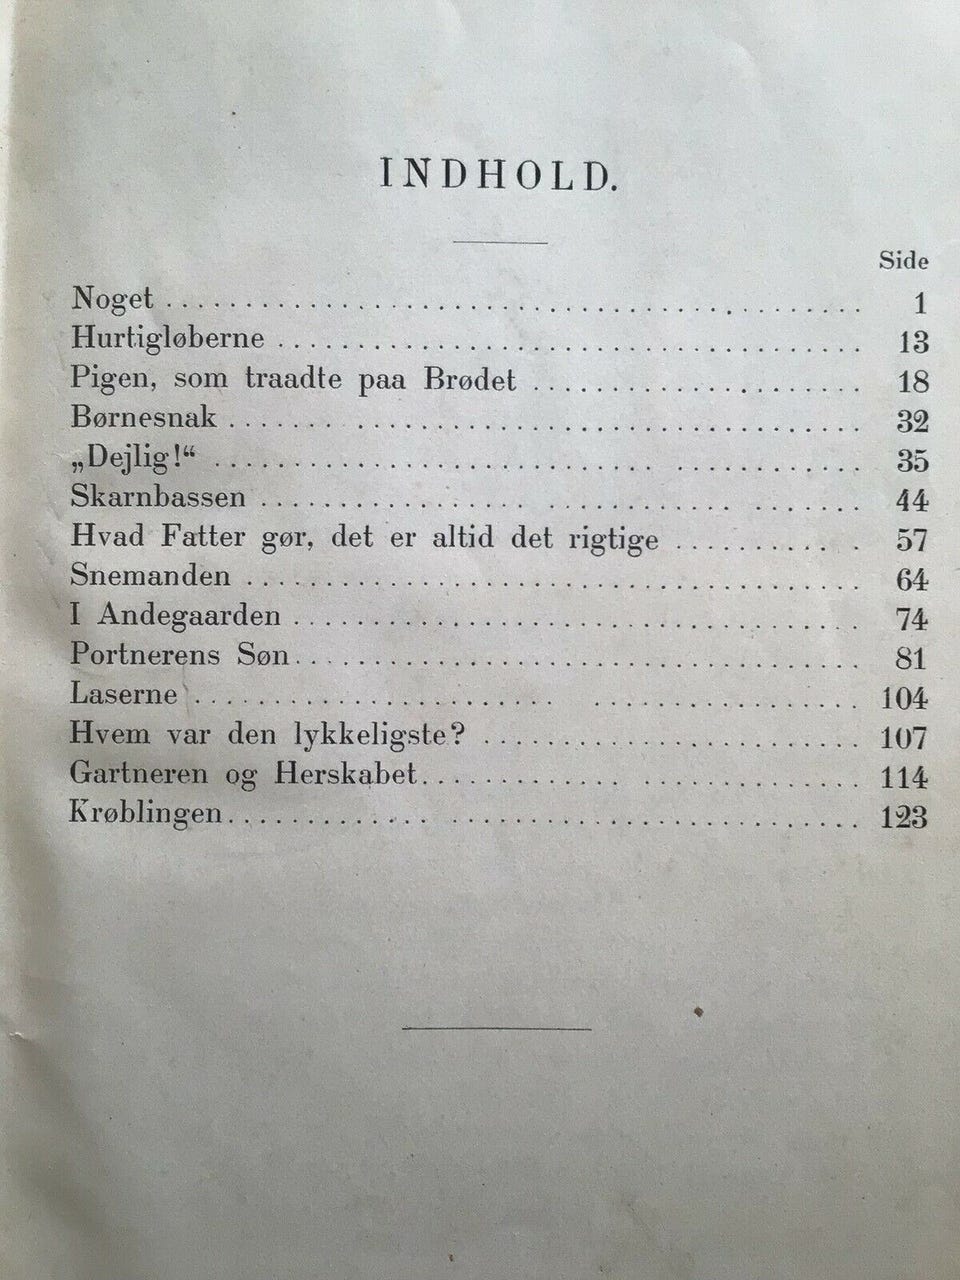 INDHOLD.
Side
Noget 1
Hurtigløberne 13
Pigen, som traadte paa Brødet 18
Børnesnak 32
„Dejlig!“ 35
Skarnbassen 44
Hvad Fatter gør, det er altid det rigtige 57
Snemanden 64
I Andegaarden 74
Portnerens Søn 81
Laserne 104
Hvem var den lykkeligste? 107
Gartneren og Herskabet 114
Krøblingen 123